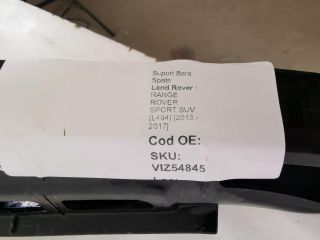 Suport Bara
Spate
Land Rover :
RANGE
ROVER
SPORT SUV
[L494] [2013 -
2017]
Cod OE:
SKU:
VIZ54845